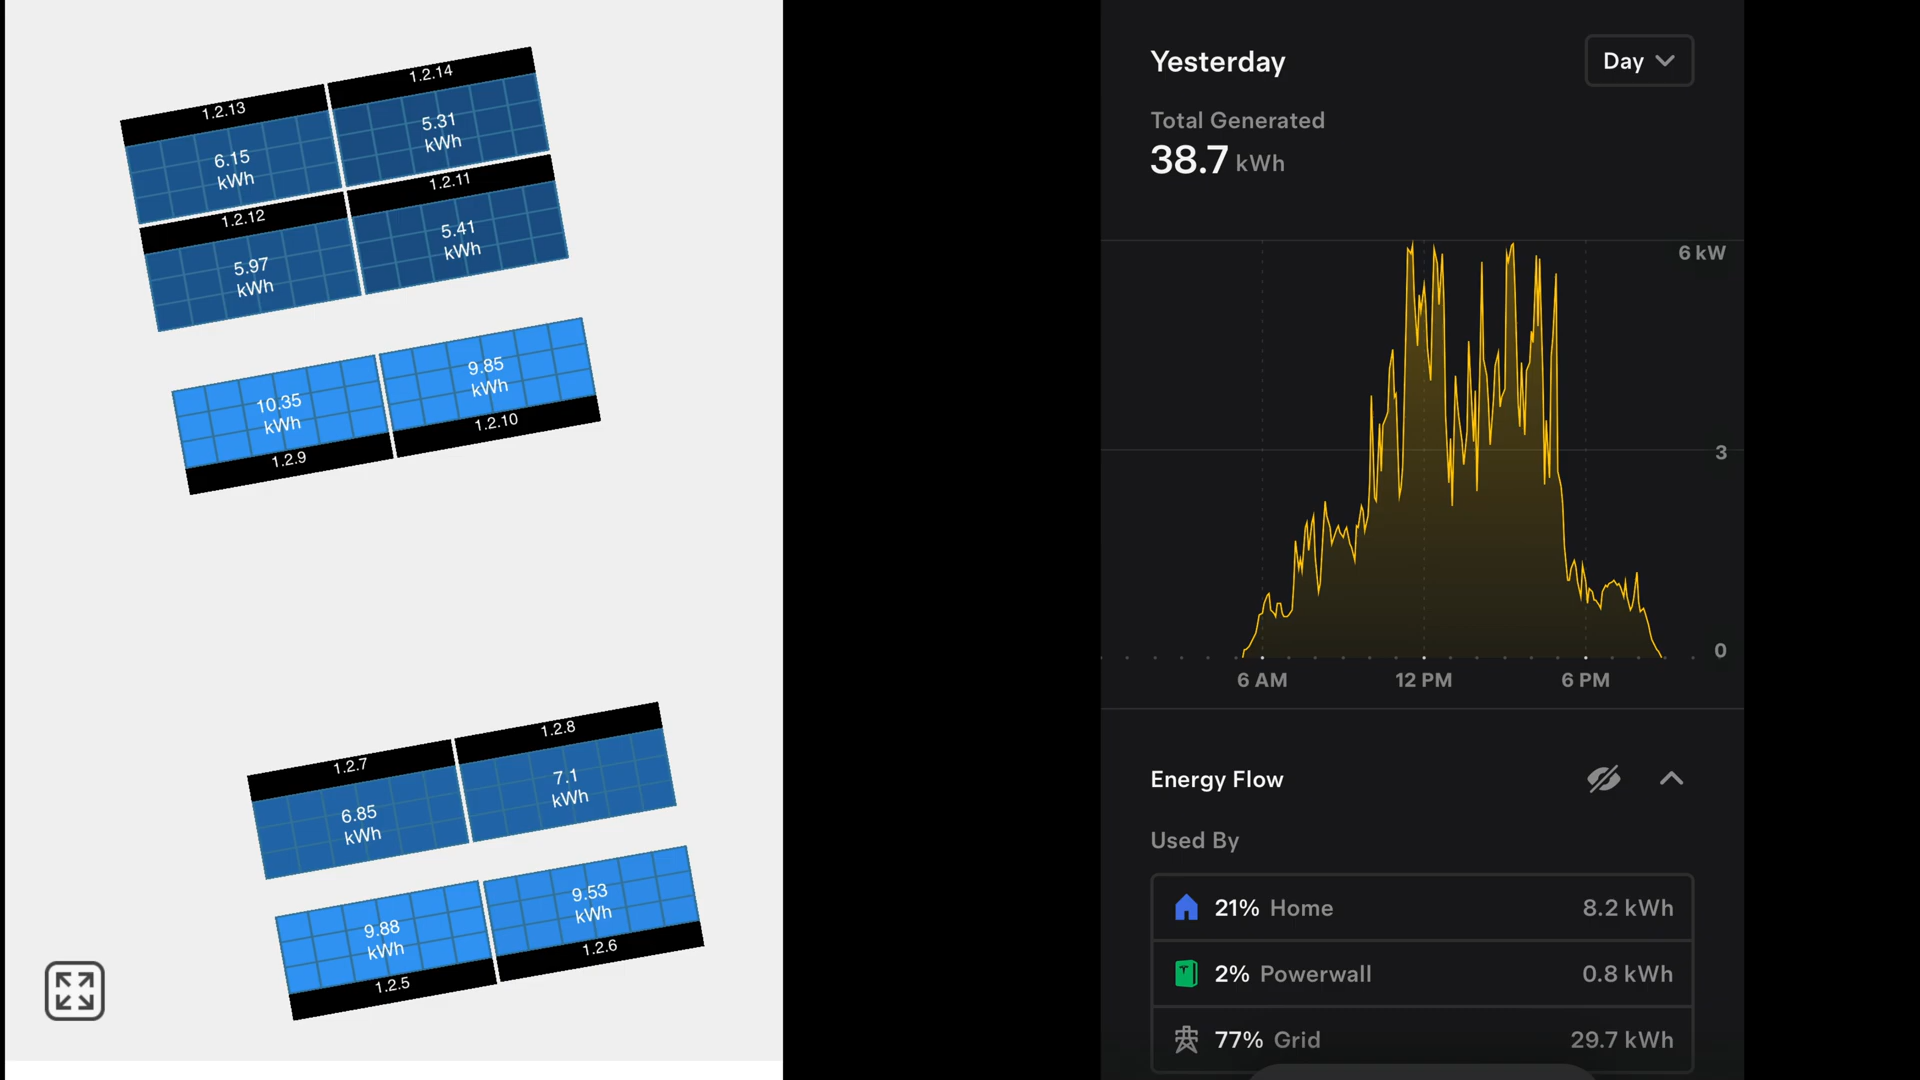 1.2.13
6.15
kWh
1.2.14
5.31
kWh
1.2.12
5.97
kWh
1.2.11
5.41
kWh
10.35
kWh
1.2.9
9.85
kWh
1.2.10
1.2.7
6.85
kWh
1.2.8
7.1
kWh
9.88
kWh
1.2.5
9.53
kWh
1.2.6
Yesterday
Day
Total Generated
38.7 kWh
6 kW
3
0
6 AM 12 PM 6 PM
Energy Flow
Used By
21% Home 8.2 kWh
2% Powerwall 0.8 kWh
77% Grid 29.7 kWh